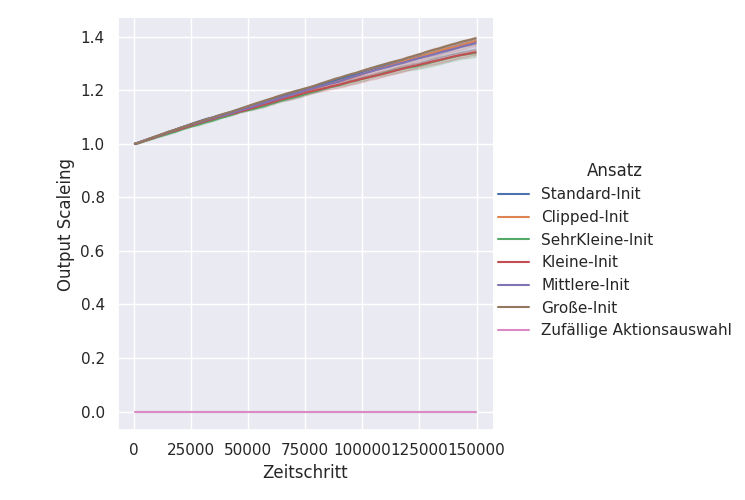 1.4
1.2
1.0
0.8
0.6
0.4
0.2
0.0
Output Scaleing
0 25000 50000 75000 100000 125000 150000
Zeitschritt
Ansatz
Standard-Init
Clipped-Init
SehrKleine-Init
Kleine-Init
Mittlere-Init
Große-Init
Zufällige Aktionsauswahl